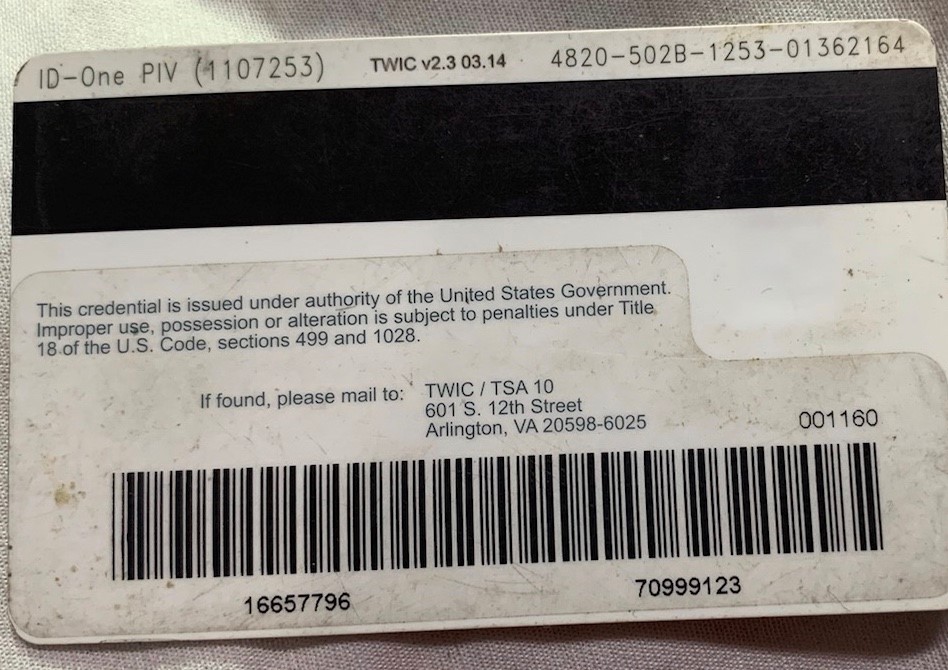 ID-One PIV (1107253) TWIC v2.3 03.14 4820-502B-1253-01362164
This credential is issued under authority of the United States Government.
Improper use, possession or alteration is subject to penalties under Title
18 of the U.S. Code, sections 499 and 1028.
If found, please mail to: TWIC / TSA 10
601 S. 12th Street
Arlington, VA 20598-6025
001160
16657796 70999123